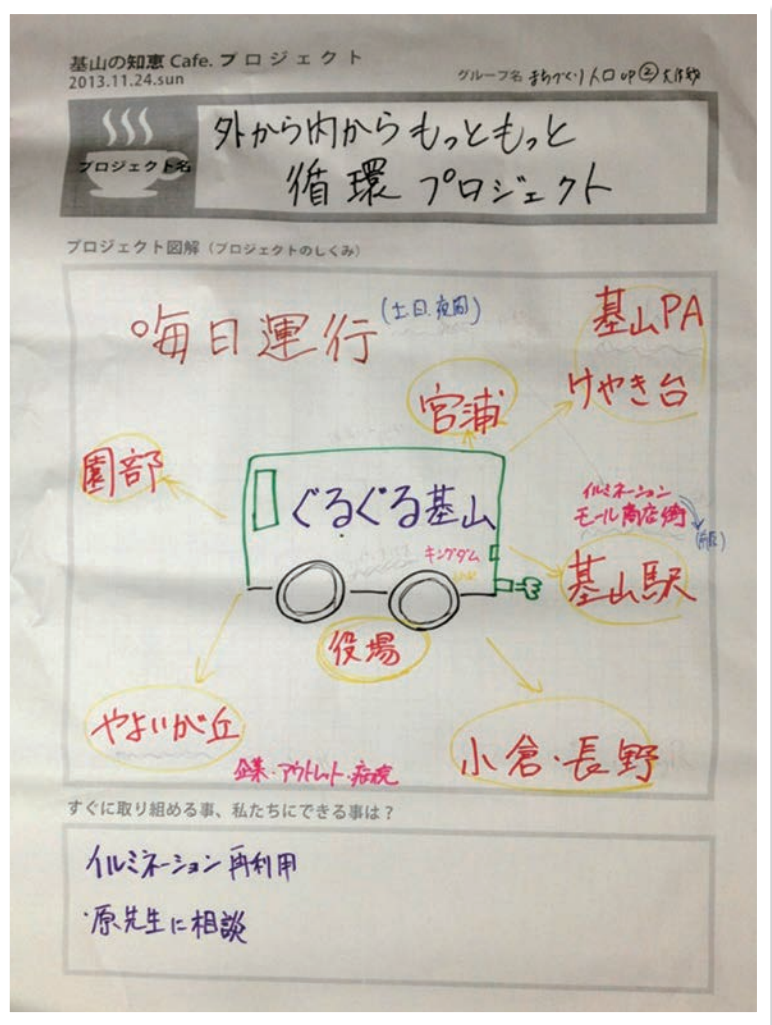 基山の知恵 Cafe. プロジェクト
2013.11.24.sun
グループ名 まちづくり人口up②大作戦
プロジェクト名
外から内からもっともっと
循環プロジェクト
プロジェクト図解（プロジェクトのしくみ）
毎日運行 (土.日.夜間)
基山PA
けやき台
宮浦
園部
ぐるぐる基山
キングダム
イルミネーション
モール商店街
基山駅
役場
やよいが丘
小倉・長野
企業・アウトレット・病院
すぐに取り組める事、私たちにできる事は？
イルミネーション再利用
・原先生に相談